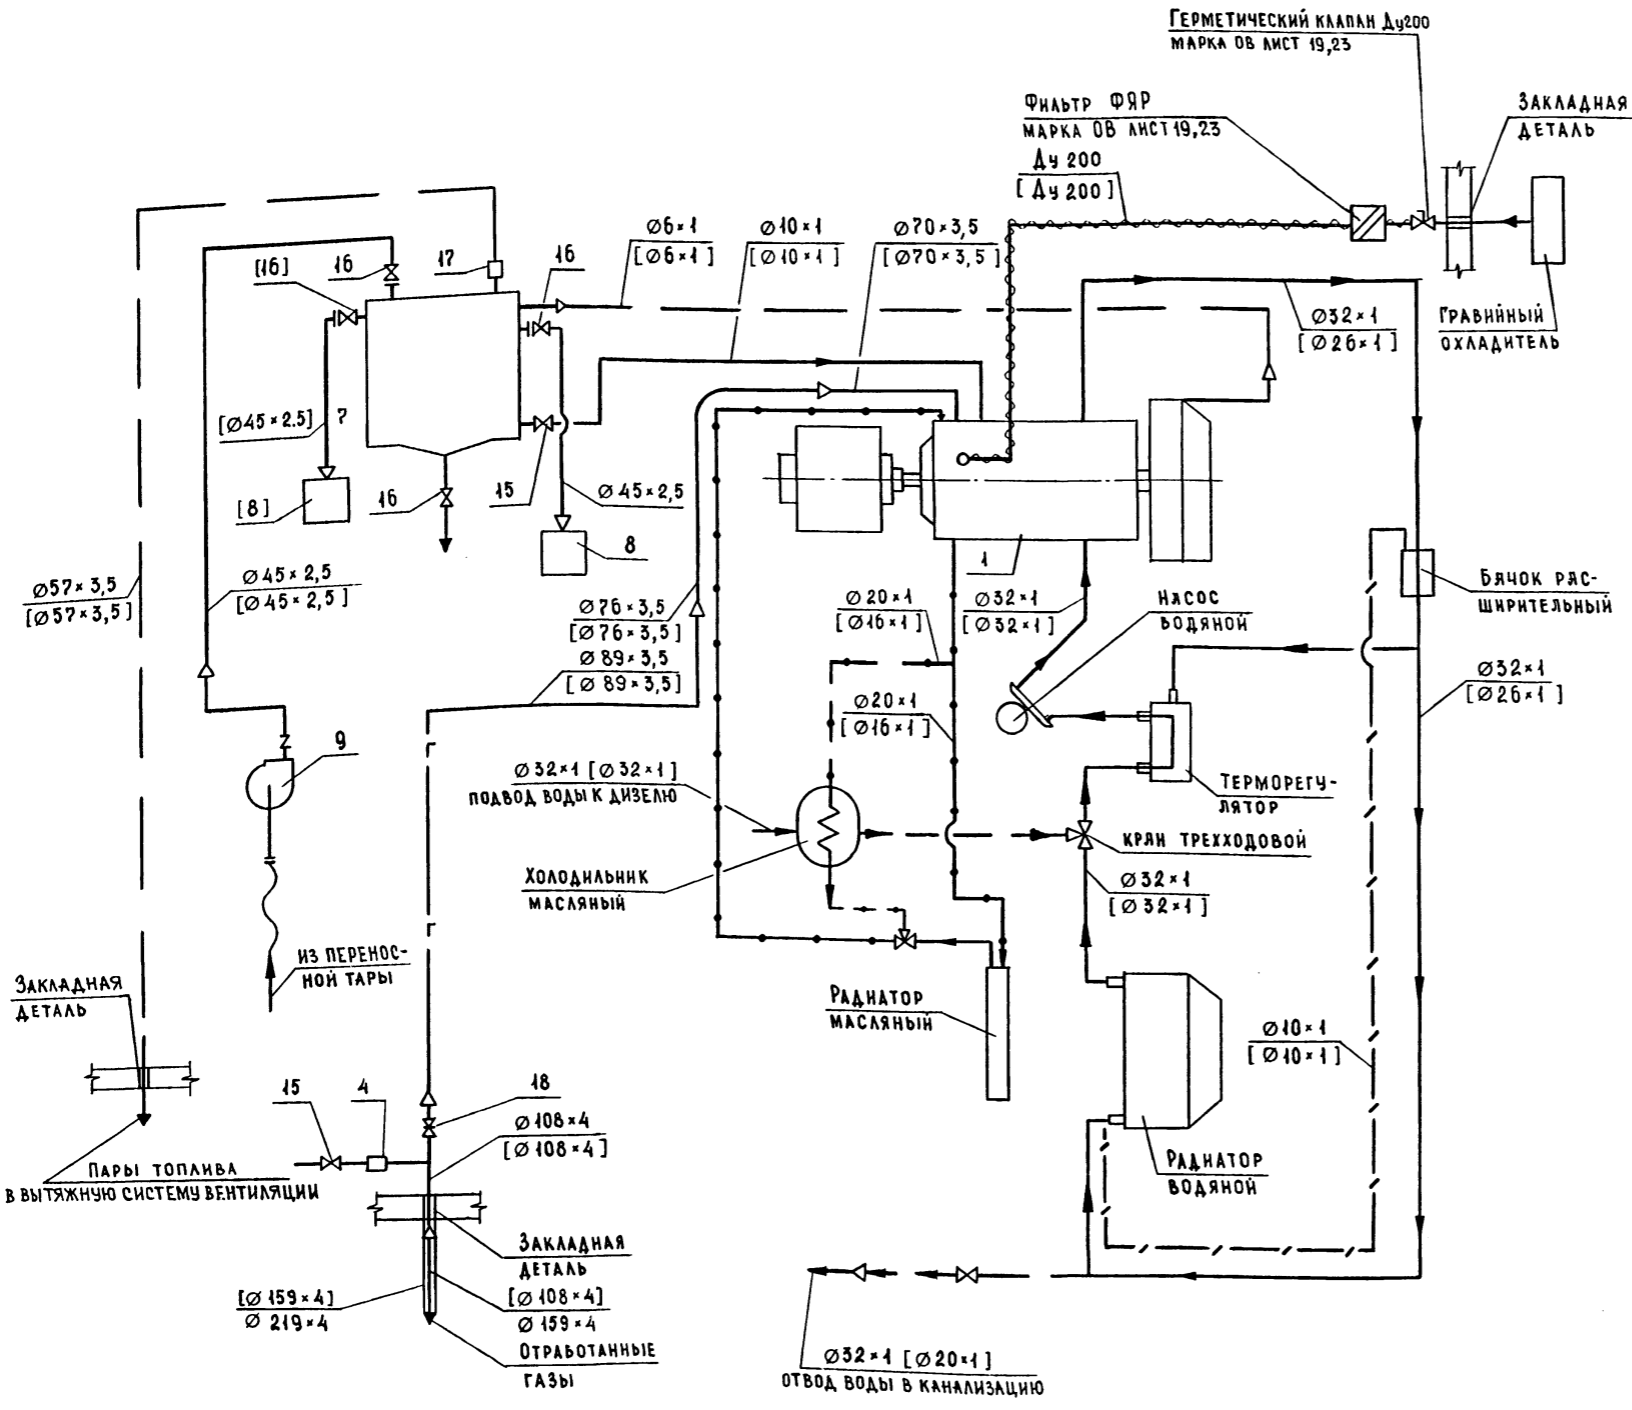 Герметический клапан Ду200
марка ОВ лист 19,23
Фильтр ФЯР
марка ОВ лист 19,23
Закладная
деталь
Ду 200
[Ду 200]
Гравийный
охладитель
[16]
16
17
16
Ø6×1
[Ø6×1]
Ø10×1
[Ø10×1]
Ø70×3,5
[Ø70×3,5]
Ø32×1
[Ø26×1]
[Ø45×2.5]
7
[8]
16
15
Ø45×2,5
8
1
Ø57×3,5
[Ø57×3,5]
Ø45×2,5
[Ø45×2,5]
Ø76×3,5
[Ø76×3,5]
Ø89×3,5
[Ø89×3,5]
Ø20×1
[Ø16×1]
Ø32×1
[Ø32×1]
Насос
водяной
Бачок рас-
ширительный
Ø20×1
[Ø16×1]
Ø32×1
[Ø26×1]
9
Ø32×1 [Ø32×1]
подвод воды к дизелю
Терморегу-
лятор
кран трехходовой
Холодильник
масляный
Ø32×1
[Ø32×1]
из перенос-
ной тары
Закладная
деталь
Радиатор
масляный
Ø10×1
[Ø10×1]
15
4
18
Ø108×4
[Ø108×4]
Пары топлива
в вытяжную систему вентиляции
Радиатор
водяной
Закладная
деталь
[Ø159×4]
Ø219×4
[Ø108×4]
Ø159×4
Отработанные
газы
Ø32×1 [Ø20×1]
отвод воды в канализацию